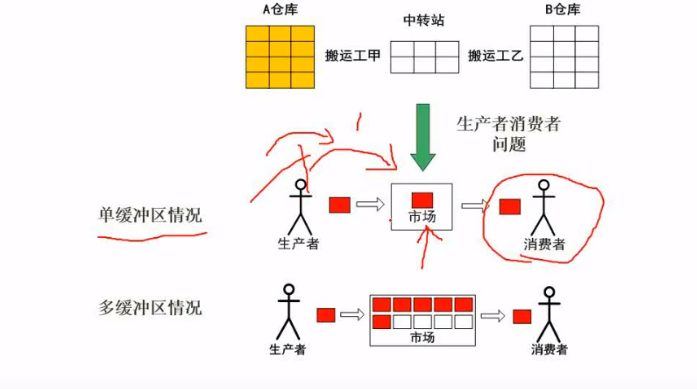 A仓库
中转站
B仓库
搬运工甲
搬运工乙
生产者消费者
问题
单缓冲区情况
市场
生产者
消费者
多缓冲区情况
市场
生产者
消费者